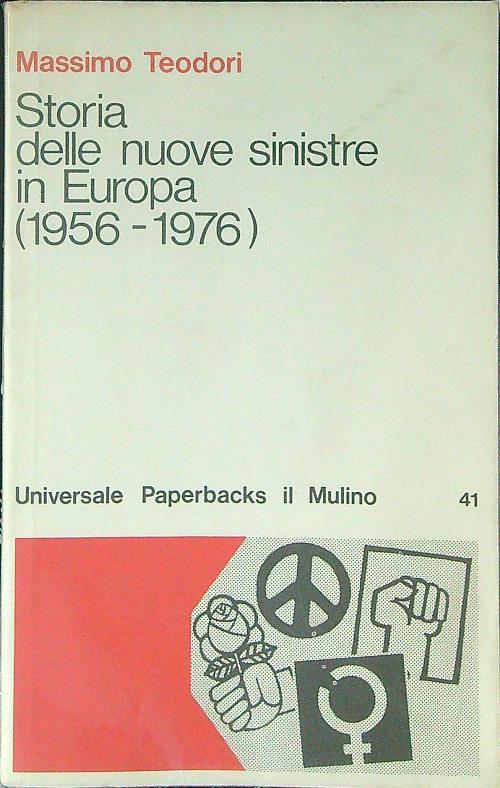 Massimo Teodori
Storia
delle nuove sinistre
in Europa
(1956-1976)
Universale Paperbacks il Mulino 41